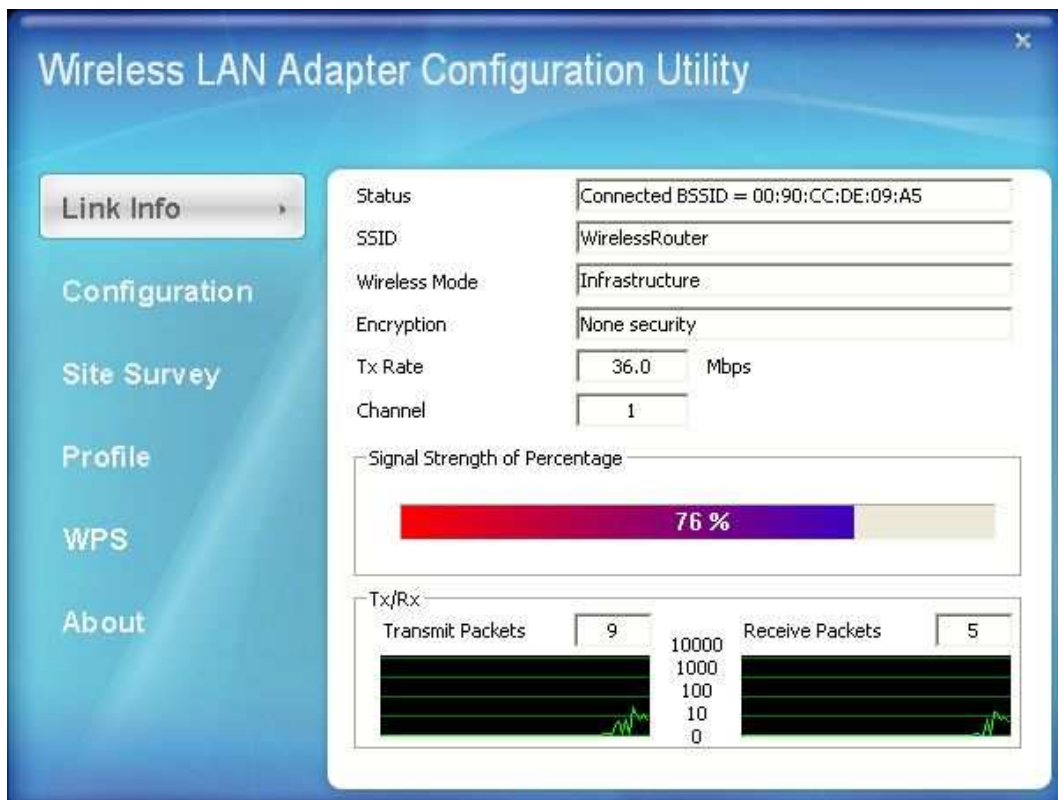 Wireless LAN Adapter Configuration Utility
Link Info
Configuration
Site Survey
Profile
WPS
About
Status Connected BSSID = 00:90:CC:DE:09:A5
SSID WirelessRouter
Wireless Mode Infrastructure
Encryption None security
Tx Rate 36.0 Mbps
Channel 1
Signal Strength of Percentage
76 %
Tx/Rx
Transmit Packets 9
Receive Packets 5
10000
1000
100
10
0